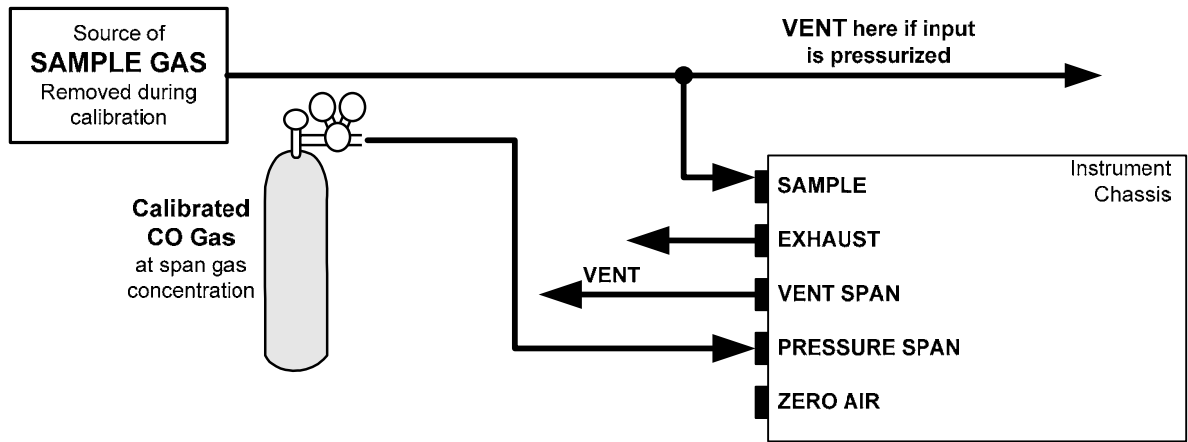 Source of
SAMPLE GAS
Removed during
calibration
VENT here if input
is pressurized
Calibrated
CO Gas
at span gas
concentration
VENT
Instrument
Chassis
SAMPLE
EXHAUST
VENT SPAN
PRESSURE SPAN
ZERO AIR